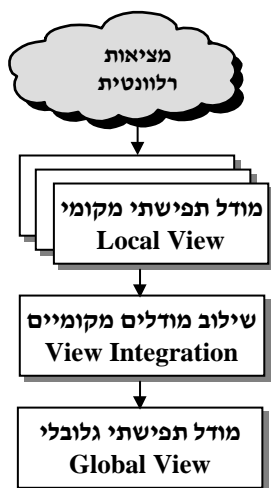 מציאות
רלוונטית
מודל תפישתי מקומי
Local View
שילוב מודלים מקומיים
View Integration
מודל תפישתי גלובלי
Global View